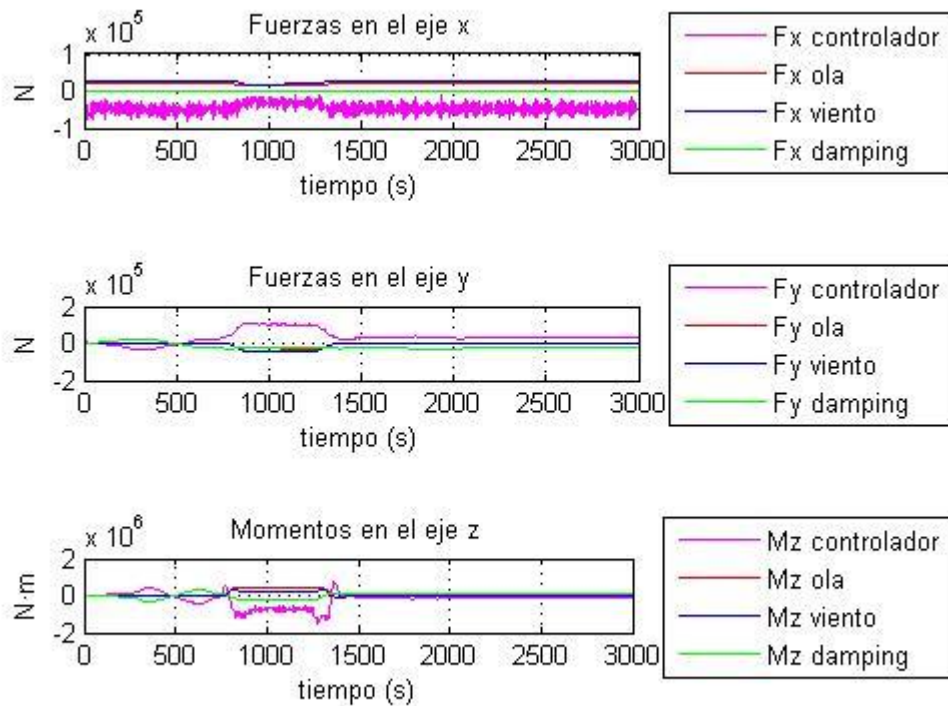 x 10^5
Fuerzas en el eje x
1
0
-1
N
0 500 1000 1500 2000 2500 3000
tiempo (s)
Fx controlador
Fx ola
Fx viento
Fx damping
x 10^5
Fuerzas en el eje y
2
0
-2
N
0 500 1000 1500 2000 2500 3000
tiempo (s)
Fy controlador
Fy ola
Fy viento
Fy damping
x 10^6
Momentos en el eje z
2
0
-2
N·m
0 500 1000 1500 2000 2500 3000
tiempo (s)
Mz controlador
Mz ola
Mz viento
Mz damping